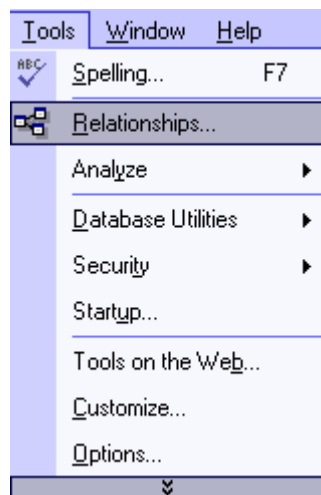 Tools Window Help
ABC Spelling... F7
Relationships...
Analyze
Database Utilities
Security
Startup...
Tools on the Web...
Customize...
Options...